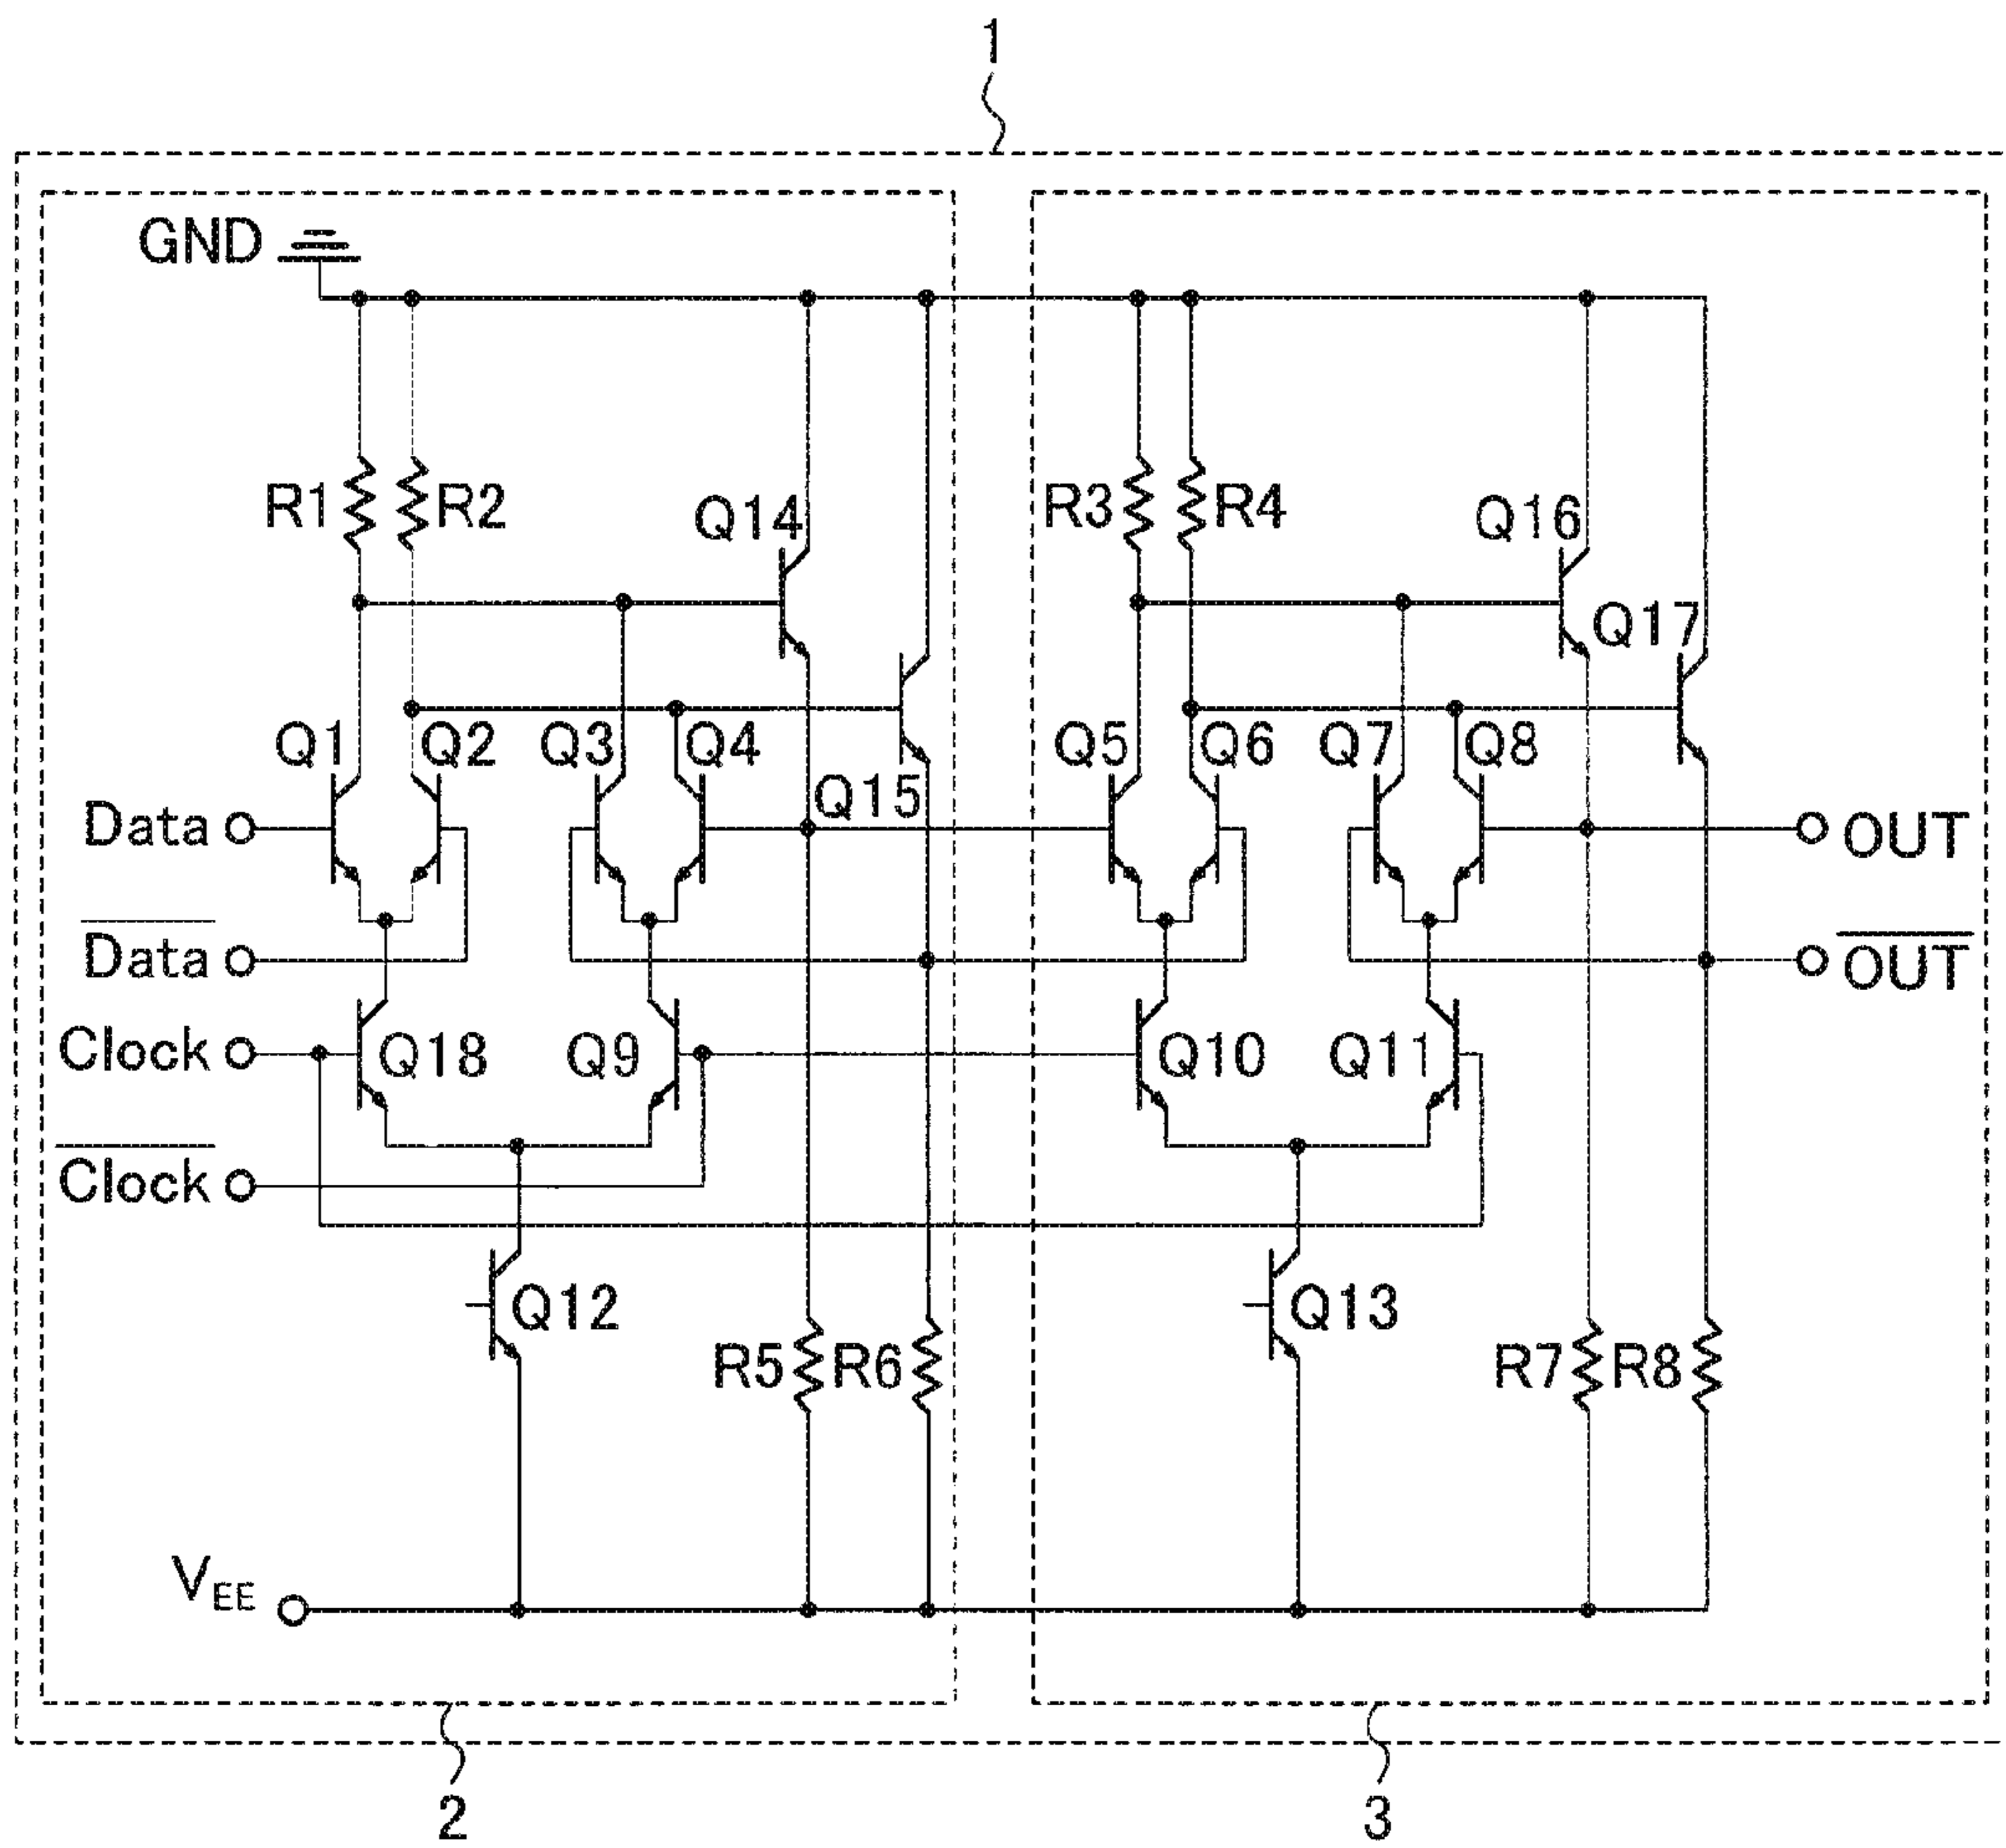 1
GND
R1 R2 Q14 R3 R4 Q16
Q17
Q1 Q2 Q3 Q4 Q5 Q6 Q7 Q8
Q15
Data OUT
Data OUT
Clock Q18 Q9 Q10 Q11
Clock
Q12 Q13
R5 R6 R7 R8
VEE
2 3